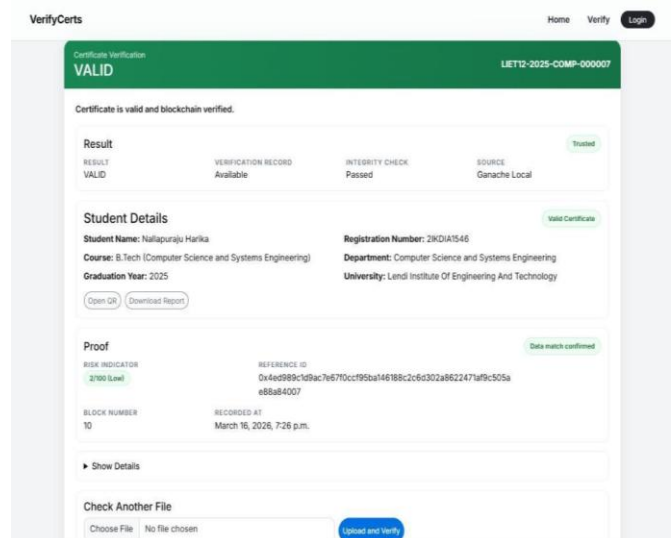 VerifyCerts
Home Verify Login
Certificate Verification
VALID
LIET12-2025-COMP-000007
Certificate is valid and blockchain verified.
Result
Trusted
RESULT VERIFICATION RECORD INTEGRITY CHECK SOURCE
VALID Available Passed Ganache Local
Student Details
Valid Certificate
Student Name: Nallapuraju Harika
Registration Number: 2IKDIA1546
Course: B.Tech (Computer Science and Systems Engineering)
Department: Computer Science and Systems Engineering
Graduation Year: 2025
University: Lendi Institute Of Engineering And Technology
Open QR Download Report
Proof
Data match confirmed
RISK INDICATOR REFERENCE ID
2/100 (Low) 0x4ed989c1d9ac7e67f0ccf95ba146188c2c6d302a8622471af9c505a
e88a84007
BLOCK NUMBER RECORDED AT
10 March 16, 2026, 7:26 p.m.
▸ Show Details
Check Another File
Choose File No file chosen Upload and Verify